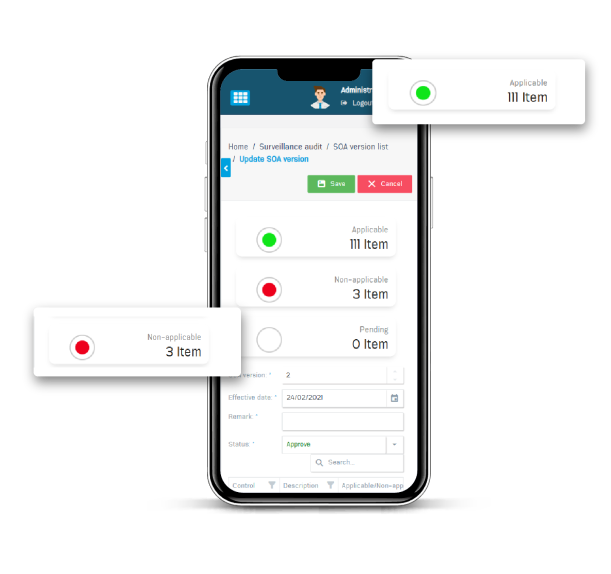 Administr
Logou
Applicable
111 Item
Home / Surveillance audit / SOA version list
/ Update SOA version
Save
Cancel
Applicable
111 Item
Non-applicable
3 Item
Pending
0 Item
Non-applicable
3 Item
version: * 2
Effective date: * 24/02/2021
Remark: *
Status: * Approve
Search...
Control Description Applicable/Non-app